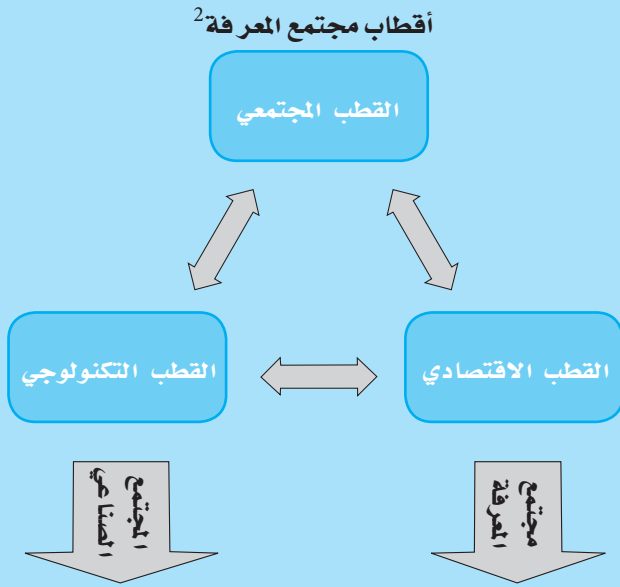 أقطاب مجتمع المعرفة2
القطب المجتمعي
القطب الاقتصادي
القطب التكنولوجي
مجتمع
المعرفة
المجتمع
الصناعي